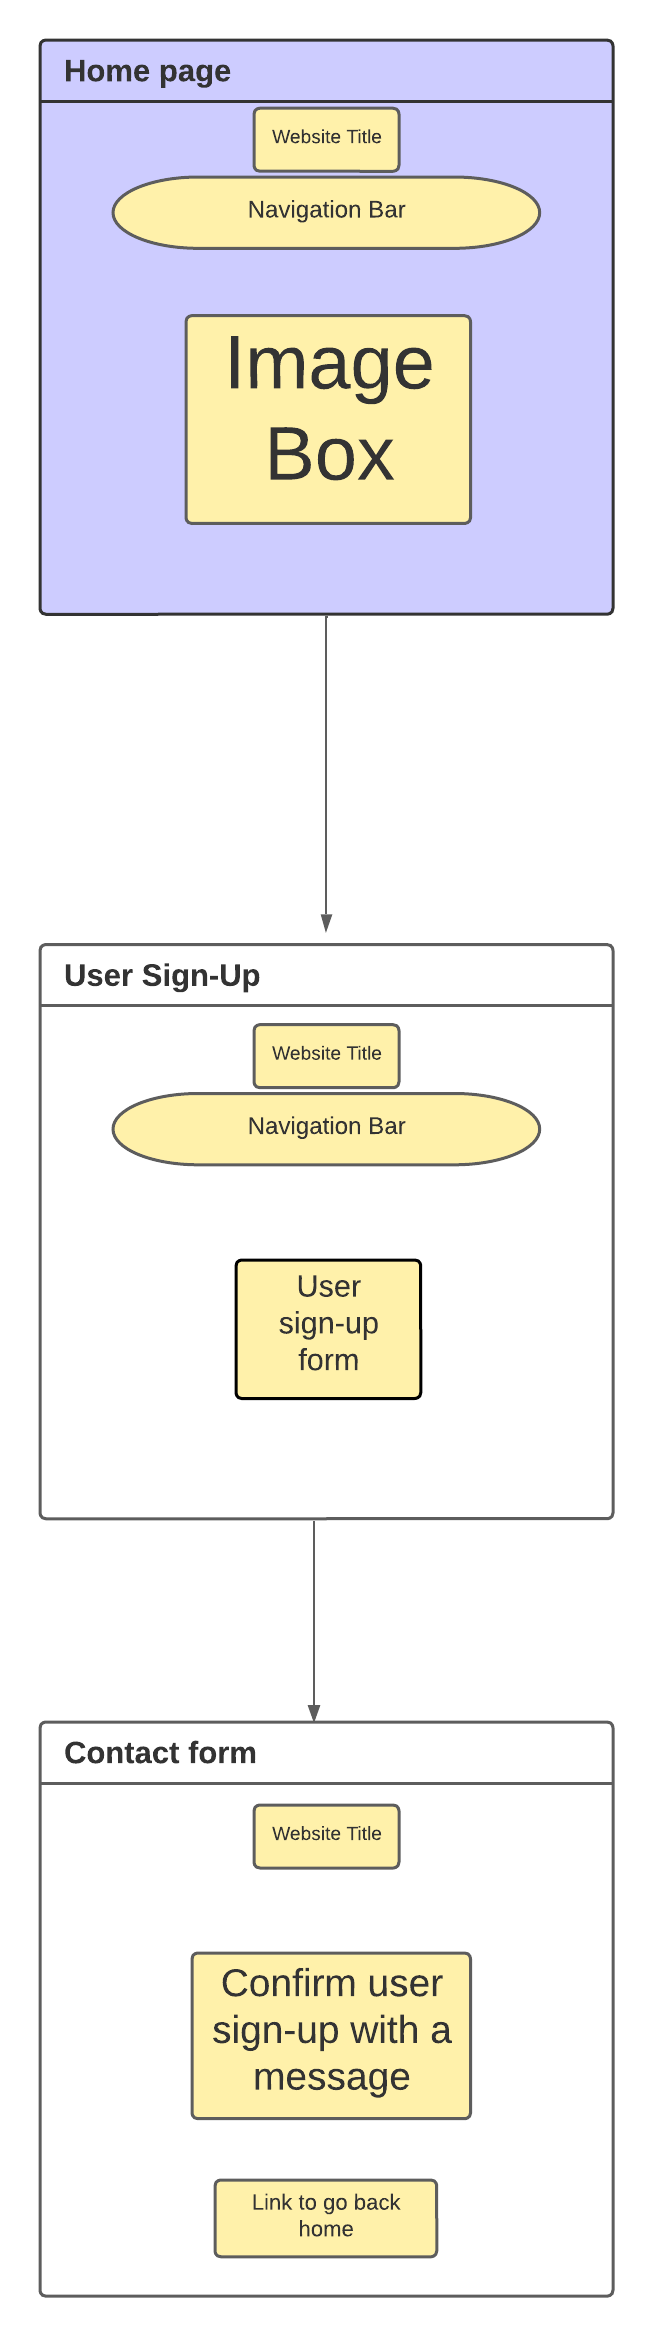 Home page
Website Title
Navigation Bar
Image
Box
User Sign-Up
Website Title
Navigation Bar
User
sign-up
form
Contact form
Website Title
Confirm user
sign-up with a
message
Link to go back
home